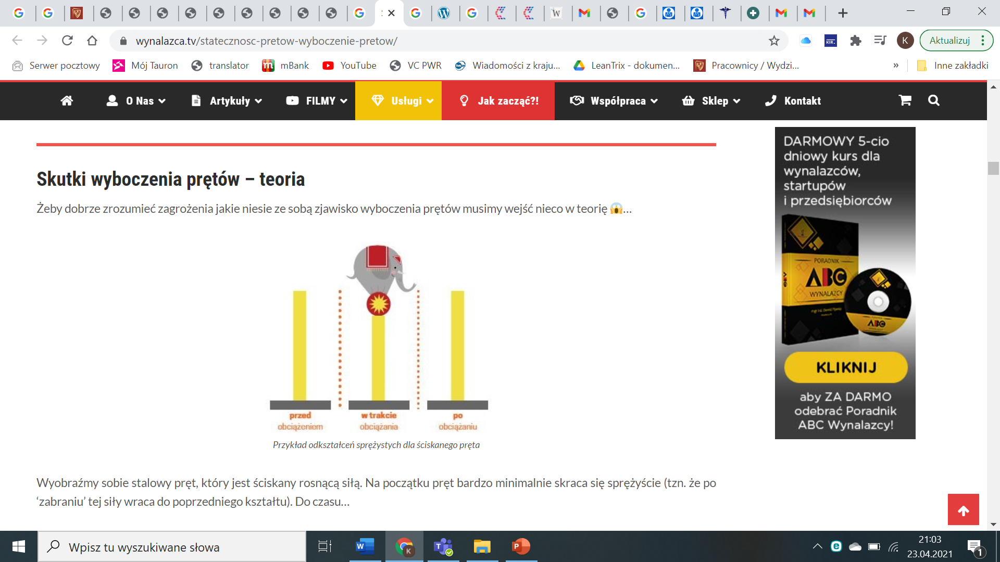 wynalazca.tv/statecznosc-pretow-wyboczenie-pretow/
K
Aktualizuj
Serwer pocztowy
Mój Tauron
translator
mBank
YouTube
VC PWR
Wiadomości z kraju...
LeanTrix - dokumen...
Pracownicy / Wydzi...
»
Inne zakładki
O Nas
Artykuły
FILMY
Usługi
Jak zacząć?!
Współpraca
Sklep
Kontakt
Skutki wyboczenia prętów – teoria
Żeby dobrze zrozumieć zagrożenia jakie niesie ze sobą zjawisko wyboczenia prętów musimy wejść nieco w teorię 😱...
przed
obciążeniem
w trakcie
obciążania
po
obciążaniu
Przykład odkształceń sprężystych dla ściskanego pręta
Wyobraźmy sobie stalowy pręt, który jest ściskany rosnącą siłą. Na początku pręt bardzo minimalnie skraca się sprężyście (tzn. że po
‘zabraniu’ tej siły wraca do poprzedniego kształtu). Do czasu...
DARMOWY 5-cio
dniowy kurs dla
wynalazców,
startupów
i przedsiębiorców
PORADNIK
ABC
WYNALAZCY
ABC
KLIKNIJ
aby ZA DARMO
odebrać Poradnik
ABC Wynalazcy!
Wpisz tu wyszukiwane słowa
21:03
23.04.2021
1